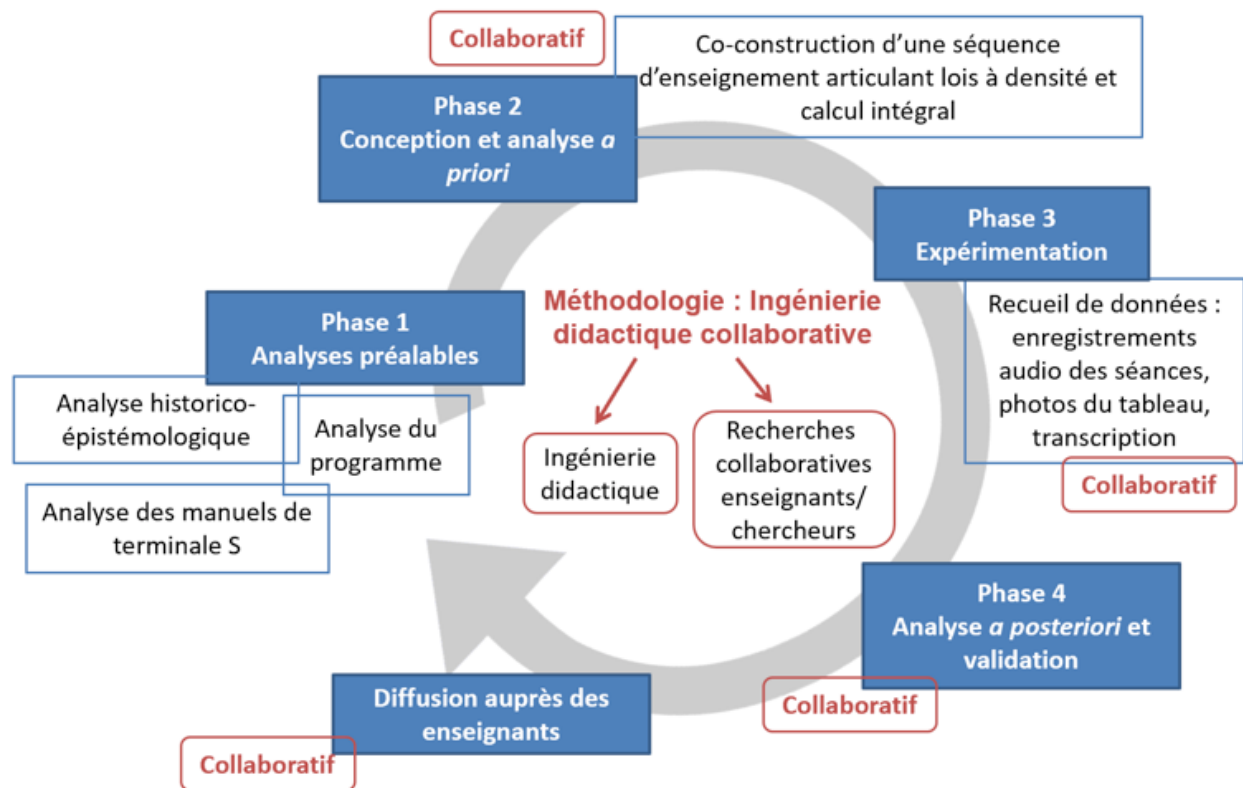 Collaboratif
Co-construction d’une séquence
d’enseignement articulant lois à densité et
calcul intégral
Phase 2
Conception et analyse a
priori
Phase 3
Expérimentation
Recueil de données :
enregistrements
audio des séances,
photos du tableau,
transcription
Collaboratif
Méthodologie : Ingénierie
didactique collaborative
Ingénierie
didactique
Recherches
collaboratives
enseignants/
chercheurs
Phase 1
Analyses préalables
Analyse historico-
épistémologique
Analyse du
programme
Analyse des manuels de
terminale S
Phase 4
Analyse a posteriori et
validation
Collaboratif
Diffusion auprès des
enseignants
Collaboratif